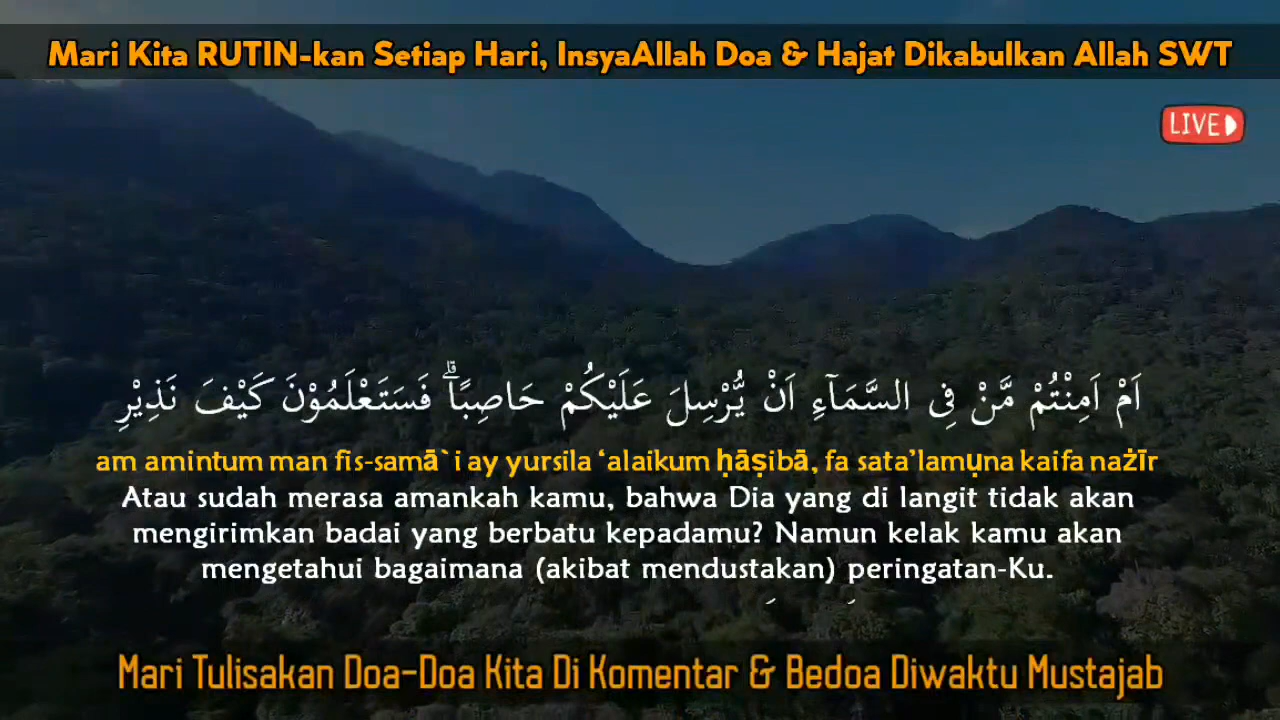 Mari Kita RUTIN-kan Setiap Hari, InsyaAllah Doa & Hajat Dikabulkan Allah SWT
LIVE
اَمْ اَمِنْتُمْ مَّنْ فِى السَّمَاۤءِ اَنْ يُّرْسِلَ عَلَيْكُمْ حَاصِبًاۗ فَسَتَعْلَمُوْنَ كَيْفَ نَذِيْرِ
am amintum man fis-samā`i ay yursila ‘alaikum ḥāṣibā, fa sata’lamụna kaifa nażīr
Atau sudah merasa amankah kamu, bahwa Dia yang di langit tidak akan
mengirimkan badai yang berbatu kepadamu? Namun kelak kamu akan
mengetahui bagaimana (akibat mendustakan) peringatan-Ku.
Mari Tulisakan Doa-Doa Kita Di Komentar & Bedoa Diwaktu Mustajab